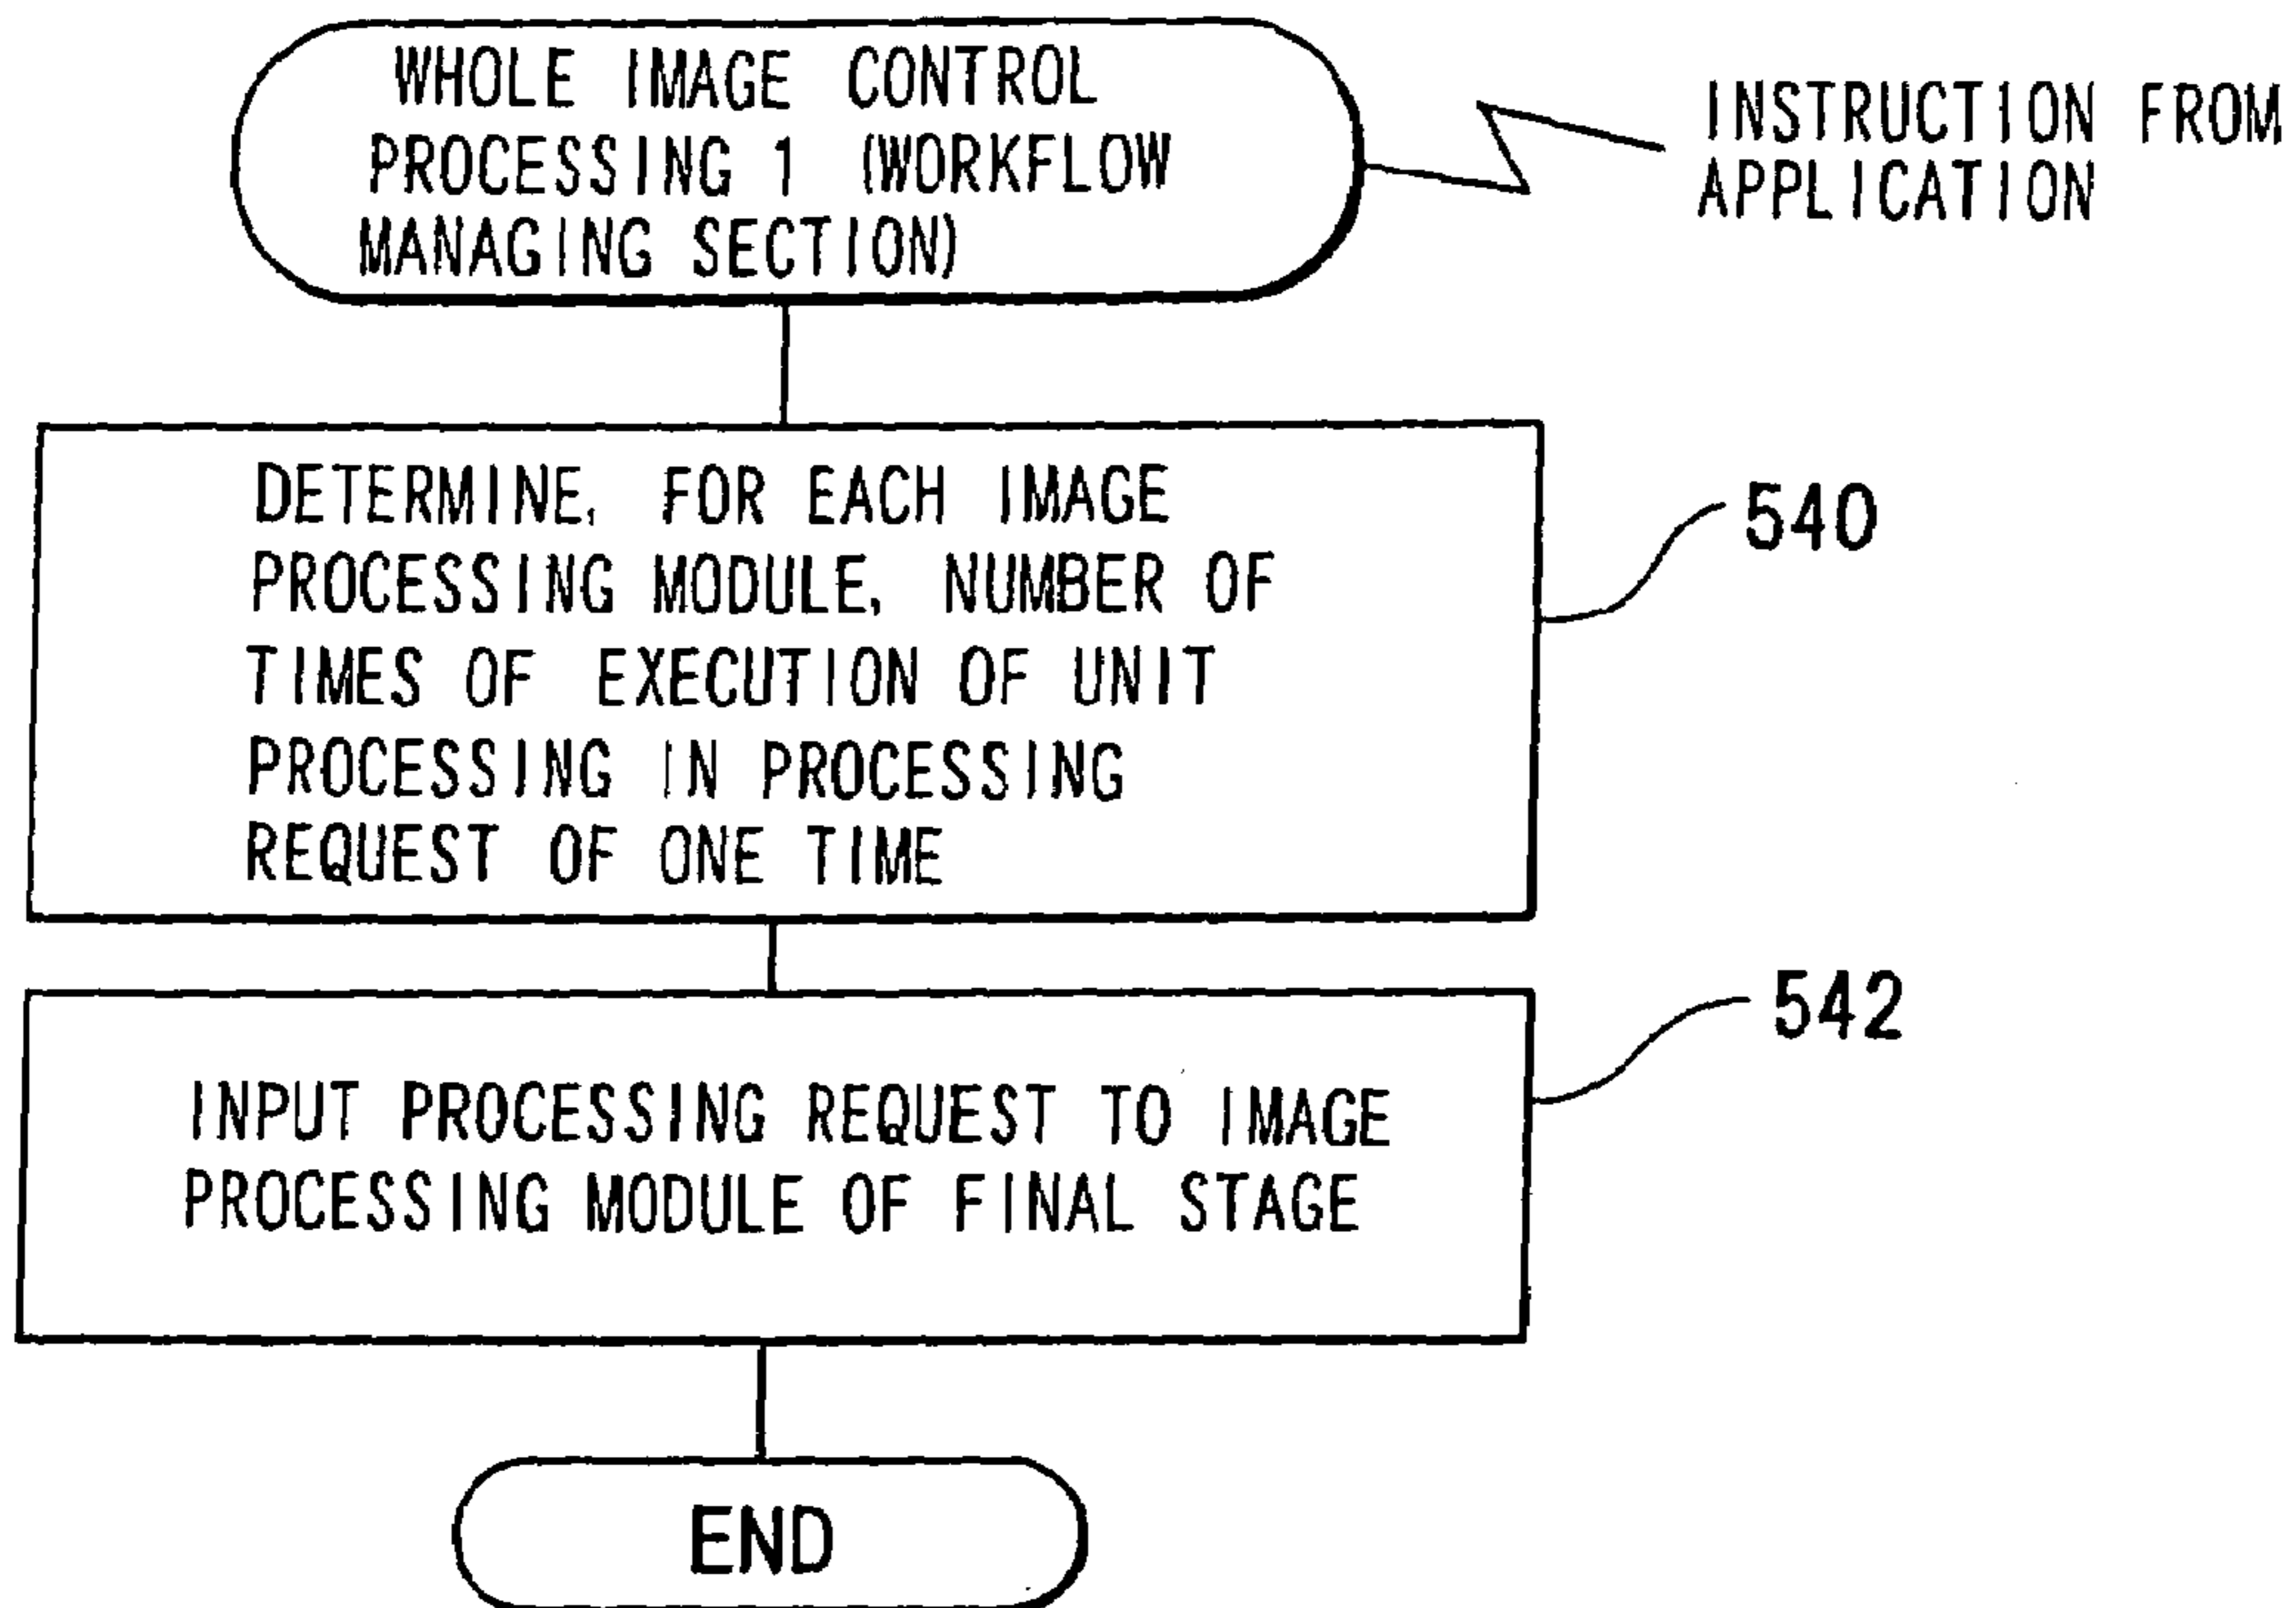 WHOLE IMAGE CONTROL
PROCESSING 1 (WORKFLOW
MANAGING SECTION)
INSTRUCTION FROM
APPLICATION
DETERMINE, FOR EACH IMAGE
PROCESSING MODULE, NUMBER OF
TIMES OF EXECUTION OF UNIT
PROCESSING IN PROCESSING
REQUEST OF ONE TIME
540
INPUT PROCESSING REQUEST TO IMAGE
PROCESSING MODULE OF FINAL STAGE
542
END